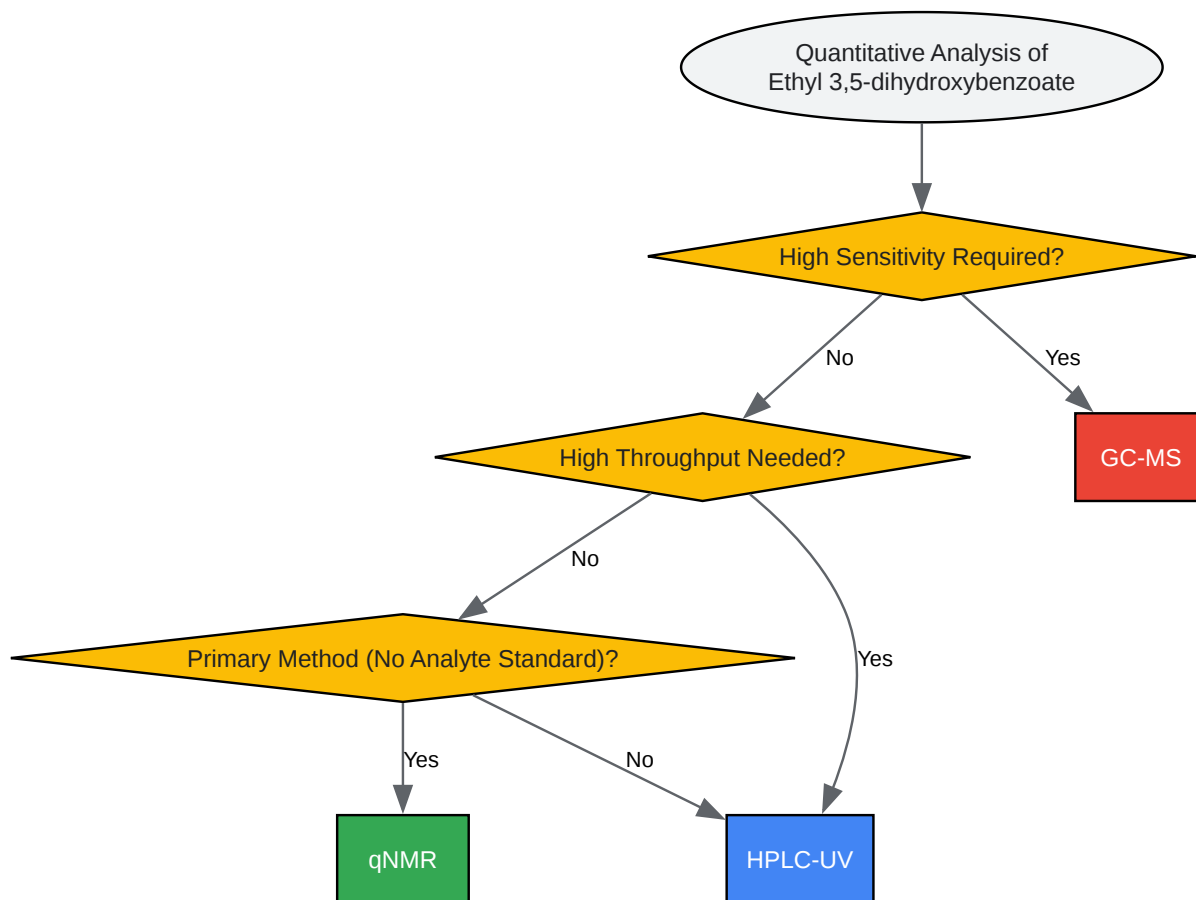 Quantitative Analysis of
Ethyl 3,5-dihydroxybenzoate
High Sensitivity Required?
No
Yes
High Throughput Needed?
GC-MS
No
Primary Method (No Analyte Standard)?
Yes
Yes
No
qNMR
HPLC-UV